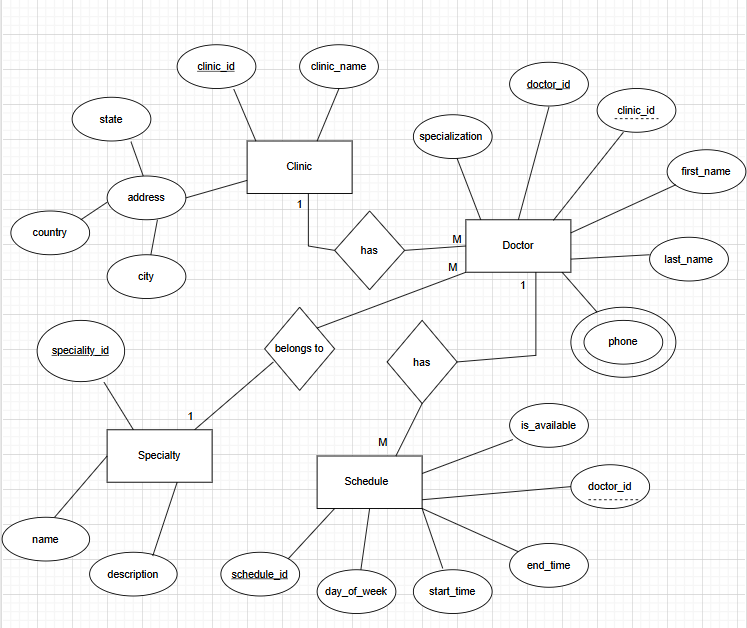 clinic_id
clinic_name
doctor_id
clinic_id
state
specialization
Clinic
first_name
address
1
country
has
M
Doctor
last_name
M
city
1
phone
speciality_id
belongs to
has
1
is_available
M
Specialty
Schedule
doctor_id
name
description
schedule_id
day_of_week
start_time
end_time